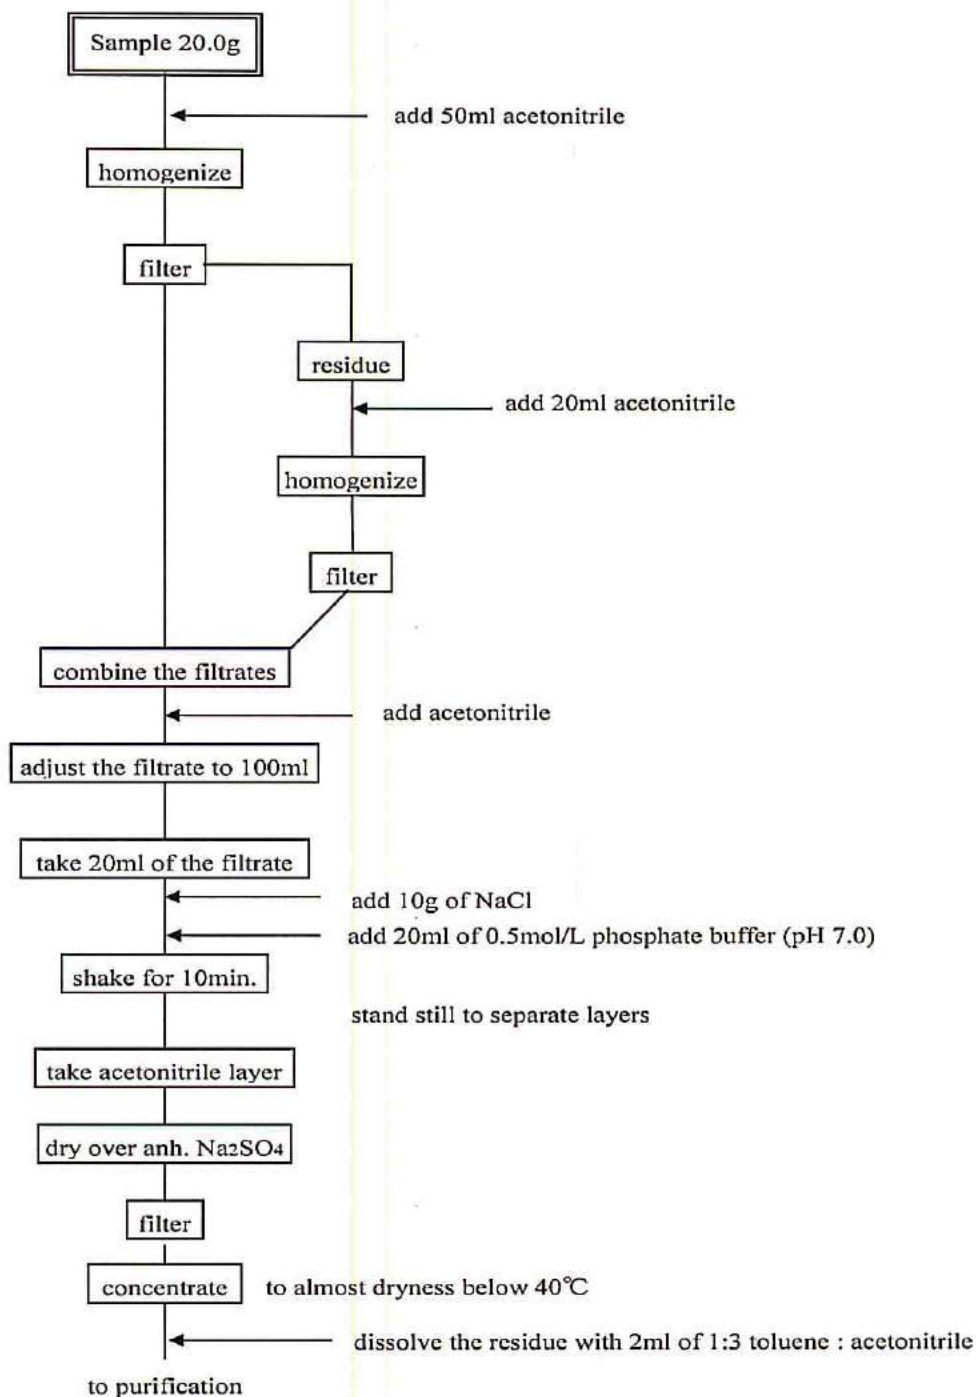 Sample 20.0g
add 50ml acetonitrile
homogenize
filter
residue
add 20ml acetonitrile
homogenize
filter
combine the filtrates
add acetonitrile
adjust the filtrate to 100ml
take 20ml of the filtrate
add 10g of NaCl
add 20ml of 0.5mol/L phosphate buffer (pH 7.0)
shake for 10min.
stand still to separate layers
take acetonitrile layer
dry over anh. Na2SO4
filter
concentrate to almost dryness below 40℃
dissolve the residue with 2ml of 1:3 toluene : acetonitrile
to purification